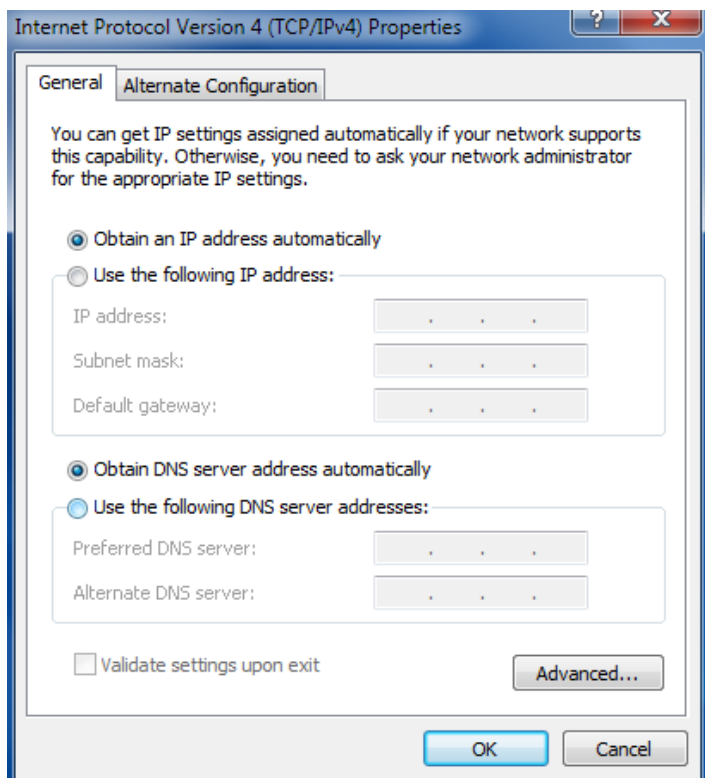 Internet Protocol Version 4 (TCP/IPv4) Properties
?
X
General
Alternate Configuration
You can get IP settings assigned automatically if your network supports
this capability. Otherwise, you need to ask your network administrator
for the appropriate IP settings.
Obtain an IP address automatically
Use the following IP address:
IP address: . . .
Subnet mask: . . .
Default gateway: . . .
Obtain DNS server address automatically
Use the following DNS server addresses:
Preferred DNS server: . . .
Alternate DNS server: . . .
Validate settings upon exit
Advanced...
OK
Cancel